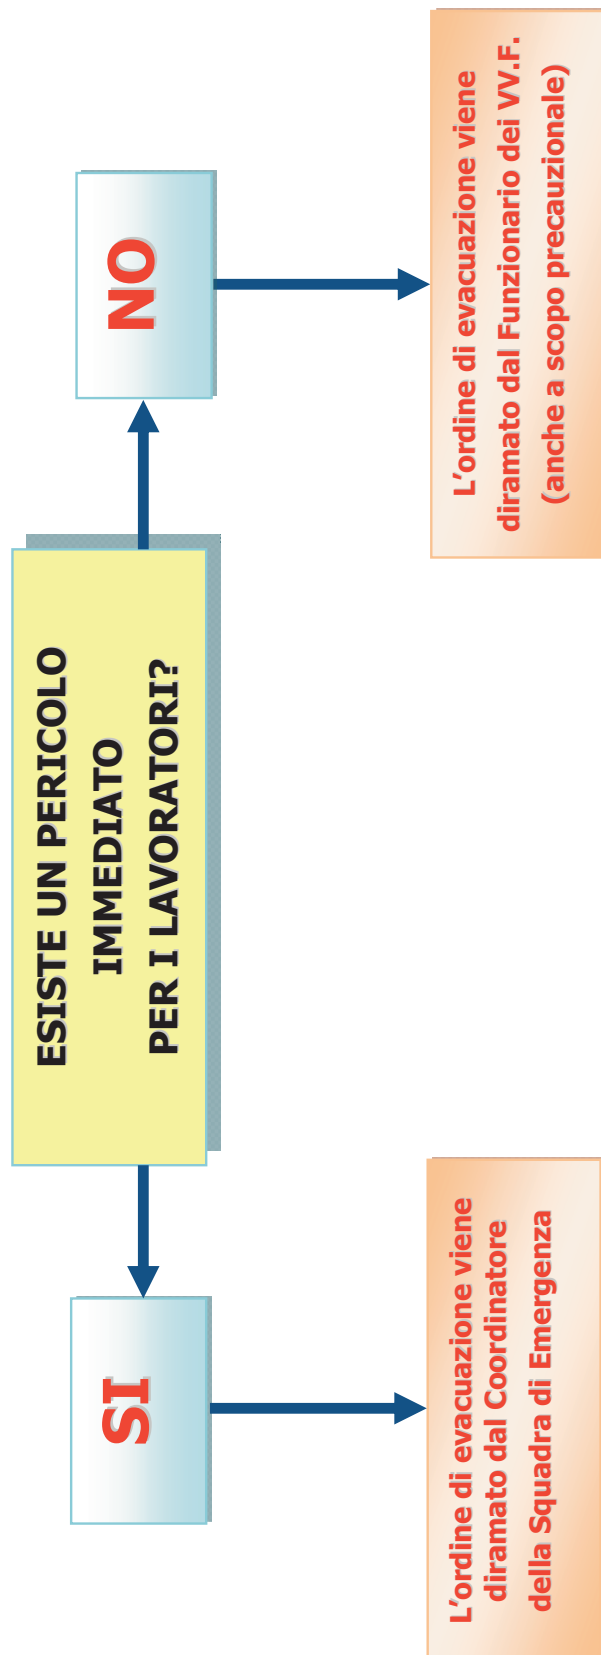 ESISTE UN PERICOLO
IMMEDIATO
PER I LAVORATORI?
SI
NO
L’ordine di evacuazione viene
diramato dal Coordinatore
della Squadra di Emergenza
L’ordine di evacuazione viene
diramato dal Funzionario dei VV.F.
(anche a scopo precauzionale)